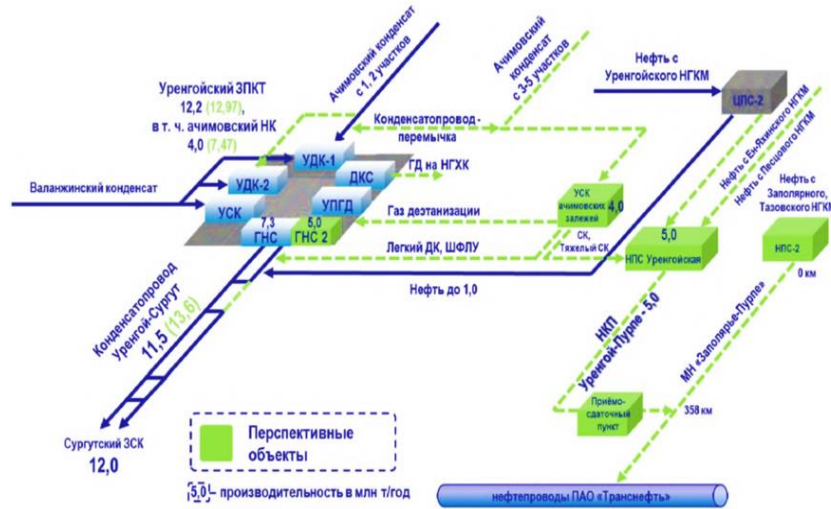 Ачимовский конденсат
с 1, 2 участков
Ачимовский
конденсат
с 3-5 участков
Нефть с
Уренгойского НГКМ
ЦПС-2
Уренгойский ЗПКТ
12,2 (12,97),
в т. ч. ачимовский НК
4,0 (7,47)
Конденсатопровод -
перемычка
Нефть с Ен-Яхинского НГКМ
Нефть с Песцового НГКМ
Нефть с
Заполярного,
Тазовского НГКМ
УДК-1
УДК-2
ДКС
ГД на НГХК
Валанжинский конденсат
УСК
УПГД
7,3
ГНС
5,0
ГНС 2
Газ деэтанизации
УСК
ачимовских
залежей
4,0
СК,
Тяжелый СК
Легкий ДК, ШФЛУ
5,0
НПС Уренгойская
НПС-2
0 км
Нефть до 1,0
Конденсатопровод
Уренгой-Сургут
11,5 (13,6)
НКП
Уренгой-Пурпе - 5,0
МН «Заполярье-Пурпе»
Приёмо-
сдаточный
пункт
358 км
Сургутский ЗСК
12,0
Перспективные
объекты
5,0 – производительность в млн т/год
нефтепроводы ПАО «Транснефть»